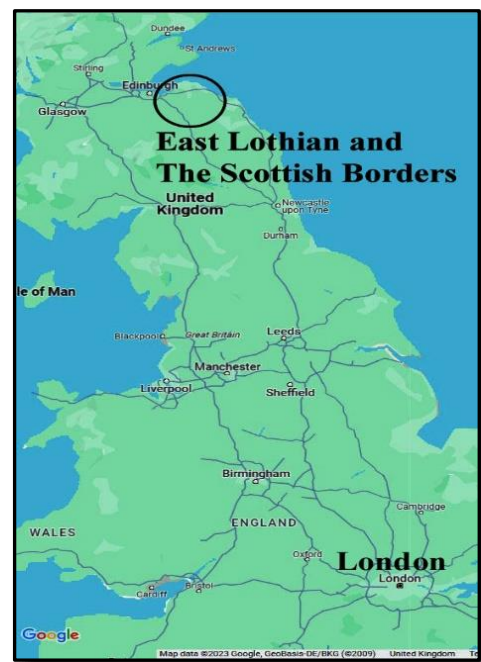 Dundee
St Andrews
Stirling
Edinburgh
Glasgow
East Lothian and
The Scottish Borders
United
Kingdom
Newcastle
upon Tyne
Durham
le of Man
Blackpool
Great Britain
Leeds
Manchester
Liverpool
Sheffield
Birmingham
Cambridge
WALES
ENGLAND
Oxford
London
London
Cardiff
Bristol
Google
Map data ©2023 Google, GeoBasis-DE/BKG (©2009) United Kingdom Te